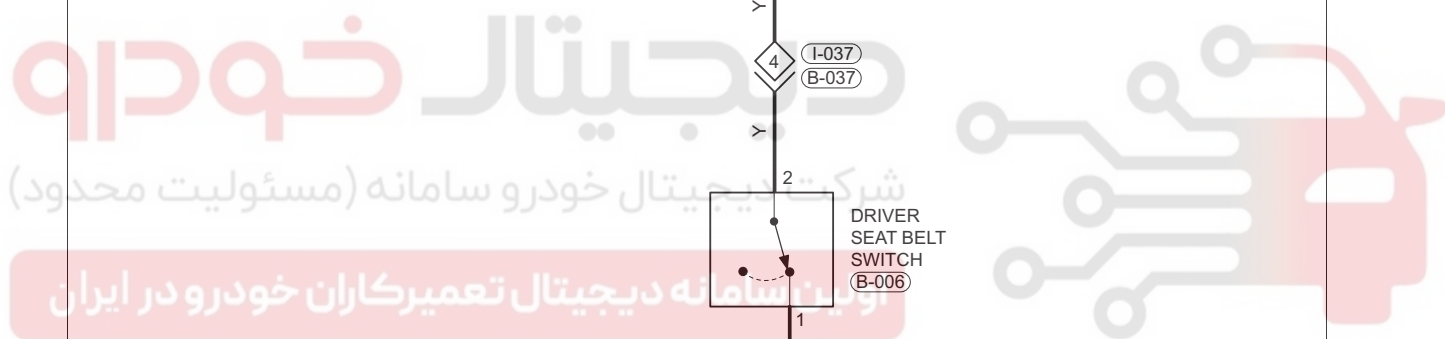 Y
4 I-037
B-037
دیجیتال خودرو
Y
شرکت دیجیتال خودرو سامانه (مسئولیت محدود)
2
DRIVER
SEAT BELT
SWITCH
B-006
اولین سامانه دیجیتال تعمیرکاران خودرو در ایران
1